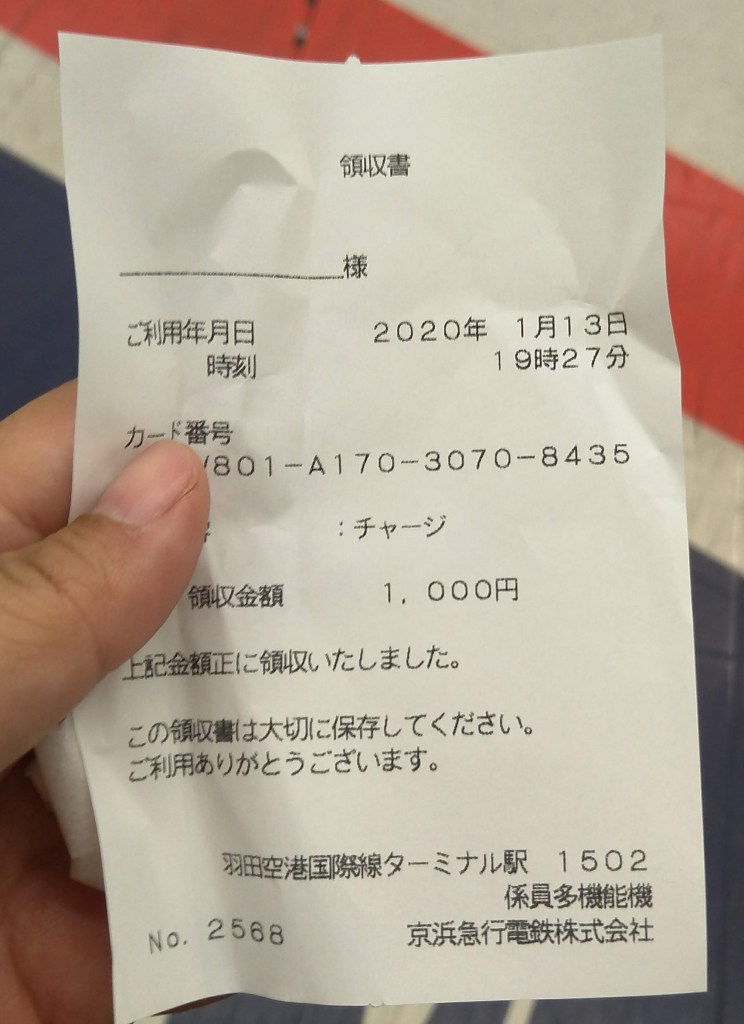 領収書
様
ご利用年月日 2020年 1月13日
時刻 19時27分
カード番号
801-A170-3070-8435
:チャージ
領収金額 1,000円
上記金額正に領収いたしました。
この領収書は大切に保存してください。
ご利用ありがとうございます。
羽田空港国際線ターミナル駅 1502
係員多機能機
No. 2568 京浜急行電鉄株式会社